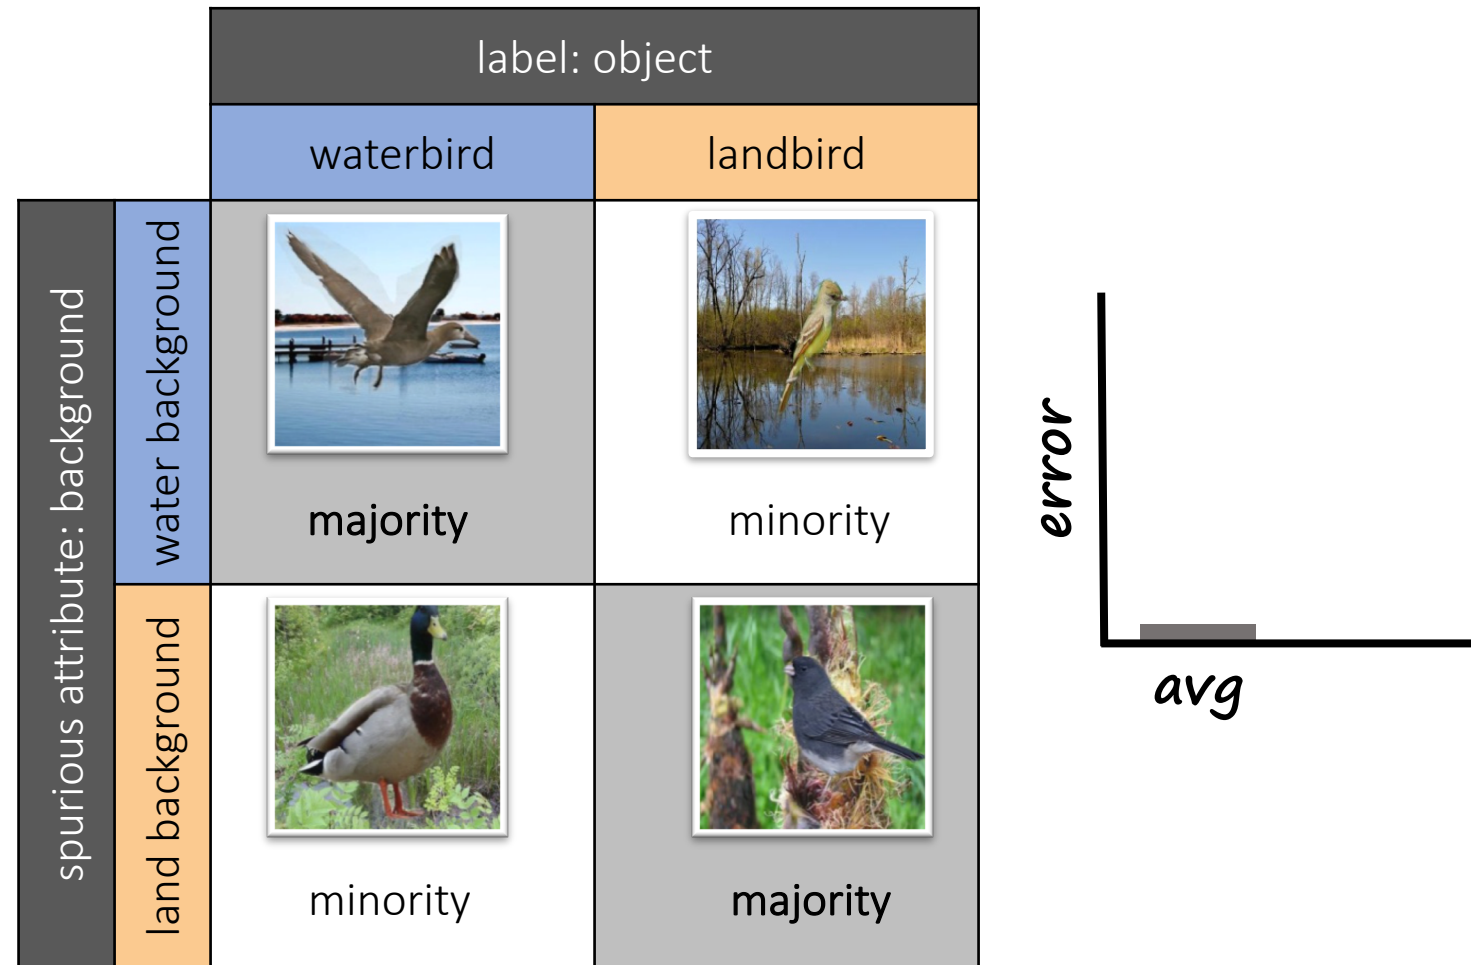 label: object
waterbird
landbird
spurious attribute: background
water background
majority
minority
land background
minority
majority
error
avg